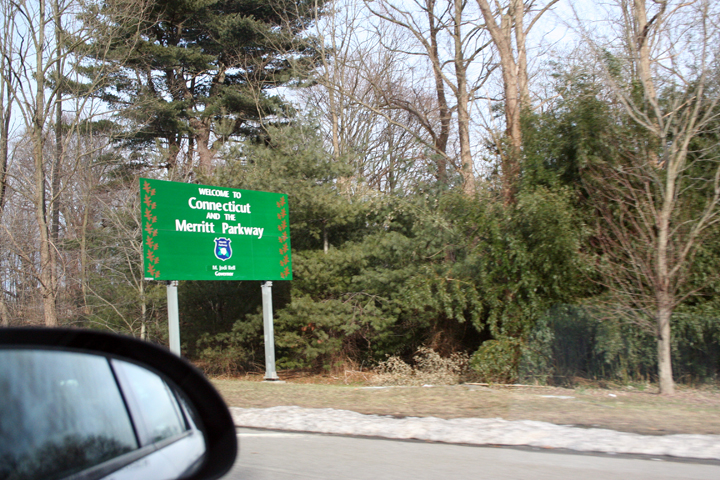 WELCOME TO
Connecticut
AND THE
Merritt Parkway
M. Jodi Rell
Governor